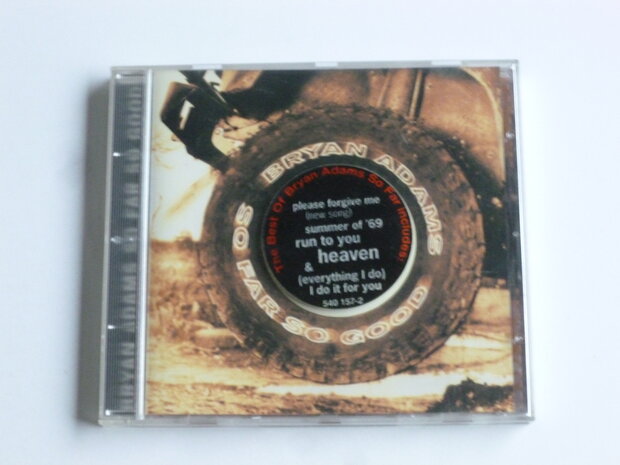 BRYAN ADAMS SO FAR SO GOOD
BRYAN ADAMS
SO FAR SO GOOD
The Best Of Bryan Adams So Far Includes:
please forgive me
(new song)
summer of '69
run to you
heaven
&
(everything I do)
I do it for you
540 157-2